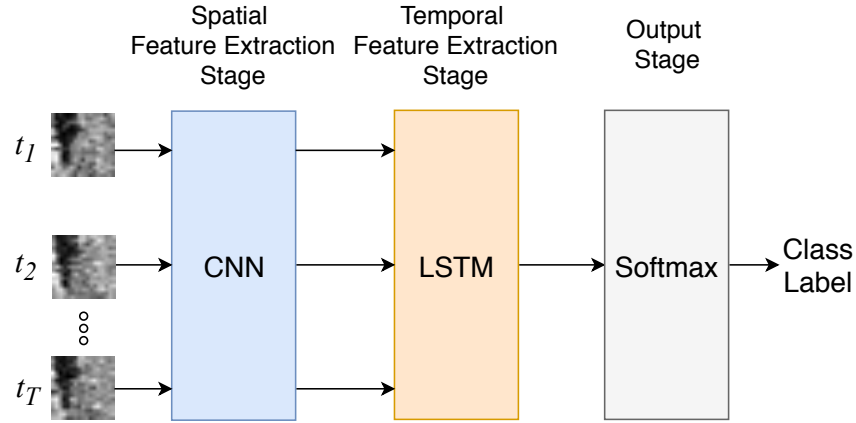 Spatial
Feature Extraction
Stage
Temporal
Feature Extraction
Stage
Output
Stage
t1
t2
tT
CNN
LSTM
Softmax
Class
Label